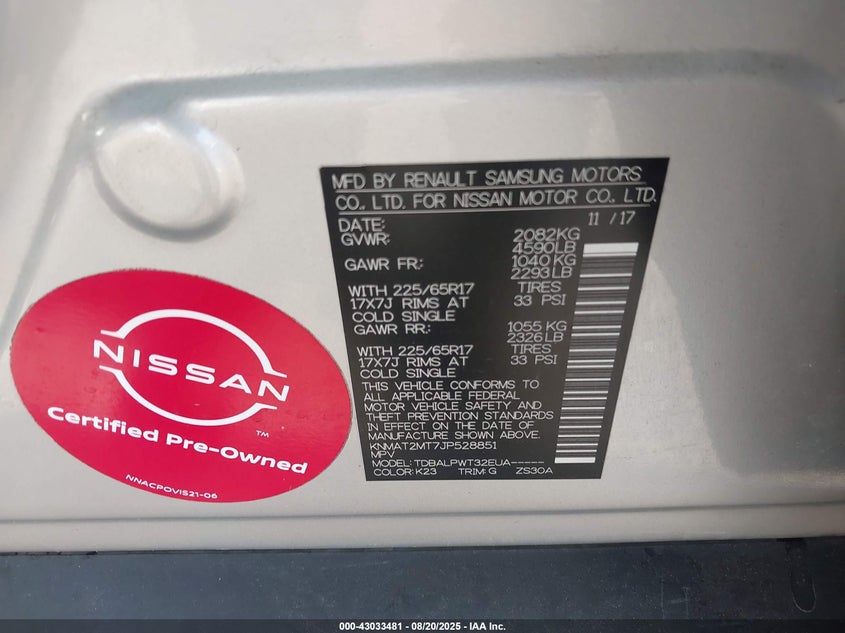 MFD BY RENAULT SAMSUNG MOTORS
CO., LTD. FOR NISSAN MOTOR CO., LTD.
DATE: 11 / 17
GVWR: 2082KG
4590LB
GAWR FR: 1040 KG
2293LB
WITH 225/65R17 TIRES
17X7J RIMS AT 33 PSI
COLD SINGLE
GAWR RR: 1055 KG
2326LB
WITH 225/65R17 TIRES
17X7J RIMS AT 33 PSI
COLD SINGLE
THIS VEHICLE CONFORMS TO
ALL APPLICABLE FEDERAL
MOTOR VEHICLE SAFETY AND
THEFT PREVENTION STANDARDS
IN EFFECT ON THE DATE OF
MANUFACTURE SHOWN ABOVE.
KNMAT2MT7JP528851
MPV
MODEL: TDBALPWT32EUA-----
COLOR: K23 TRIM: G ZS30A
NISSAN
TM
Certified Pre-Owned
NNACPOVIS21-06
000-43033481 - 08/20/2025 - IAA Inc.